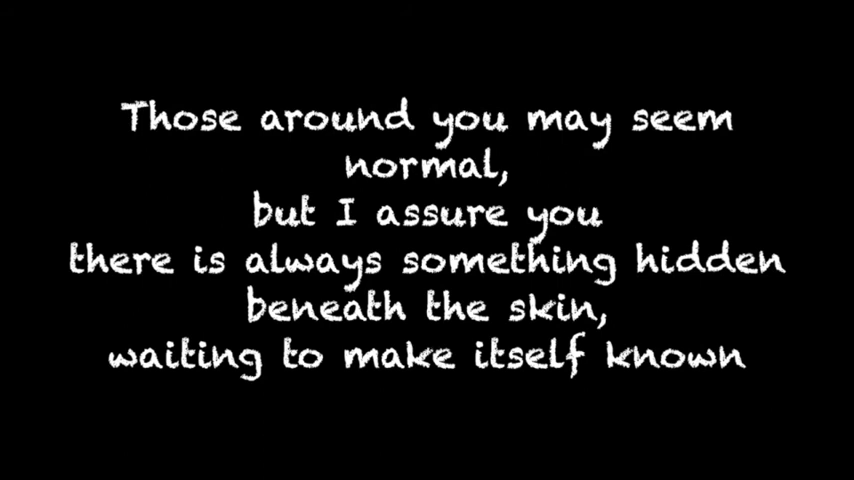 Those around you may seem
normal,
but I assure you
there is always something hidden
beneath the skin,
waiting to make itself known